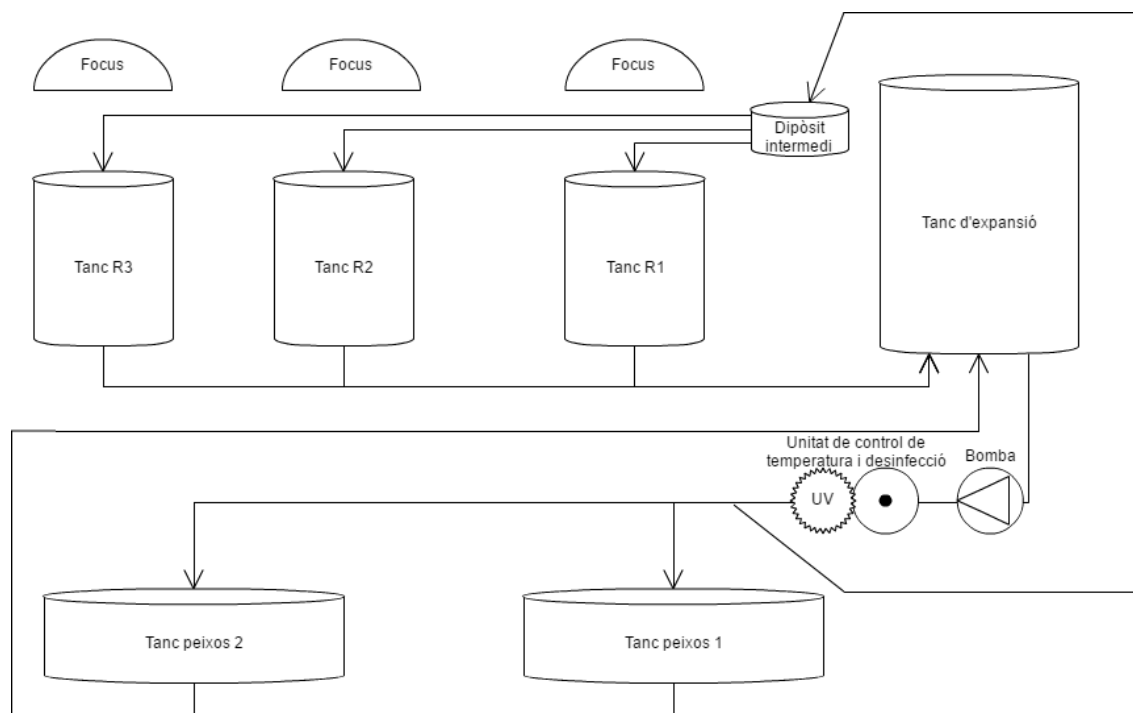 Focus
Focus
Focus
Dipòsit
intermedi
Tanc d'expansió
Tanc R3
Tanc R2
Tanc R1
Unitat de control de
temperatura i desinfecció
Bomba
UV
Tanc peixos 2
Tanc peixos 1